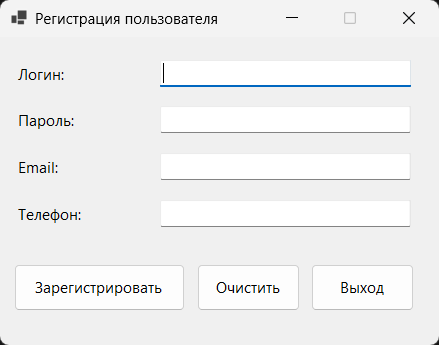 Регистрация пользователя
Логин:
Пароль:
Email:
Телефон:
Зарегистрировать Очистить Выход